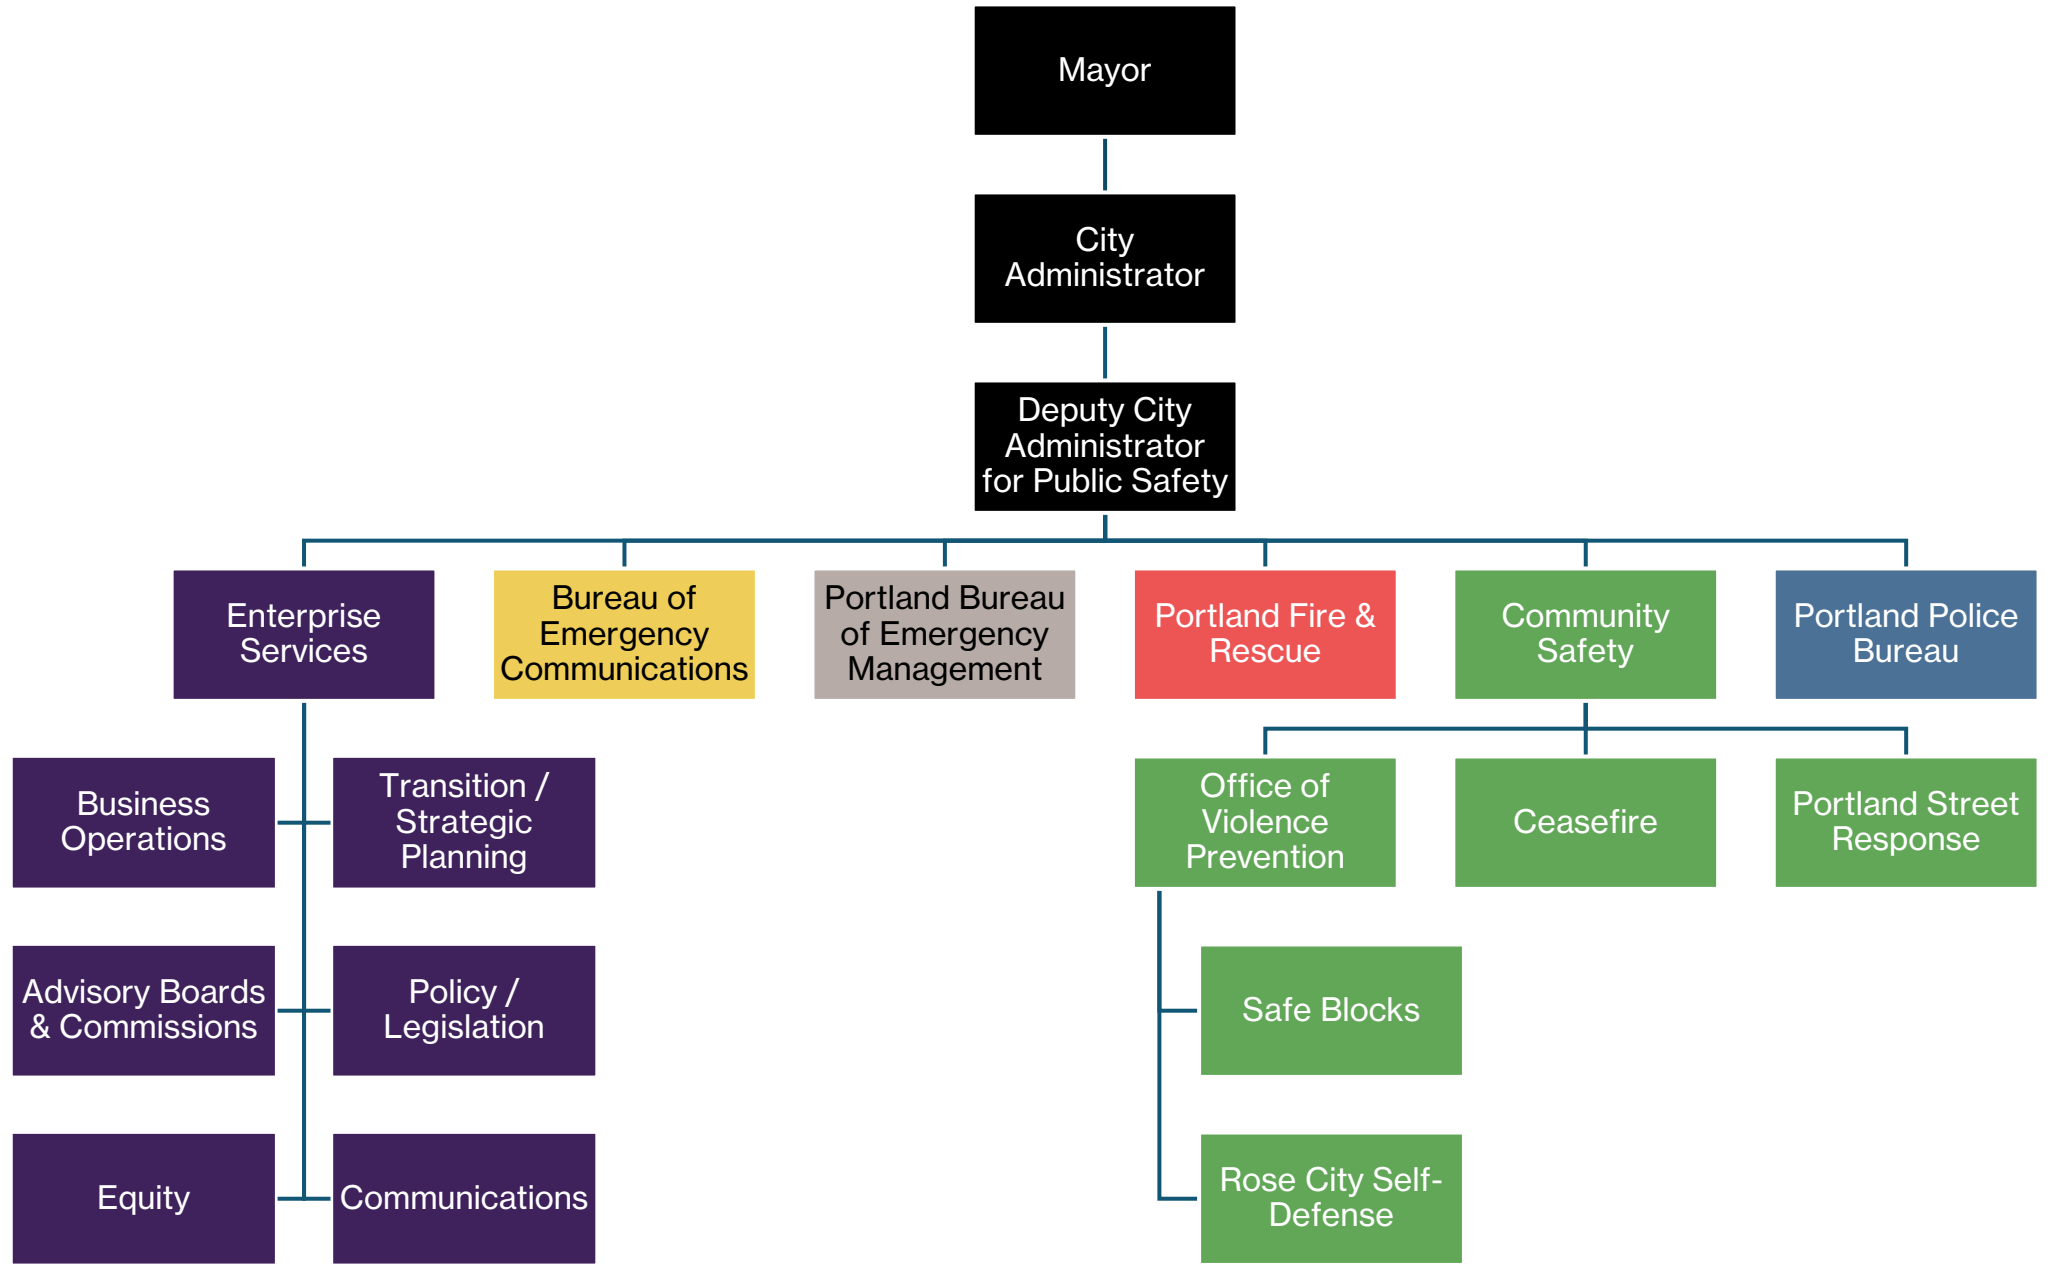 Mayor
City
Administrator
Deputy City
Administrator
for Public Safety
Enterprise
Services
Bureau of
Emergency
Communications
Portland Bureau
of Emergency
Management
Portland Fire &
Rescue
Community
Safety
Portland Police
Bureau
Business
Operations
Transition /
Strategic
Planning
Office of
Violence
Prevention
Ceasefire
Portland Street
Response
Advisory Boards
& Commissions
Policy /
Legislation
Safe Blocks
Equity
Communications
Rose City Self-
Defense